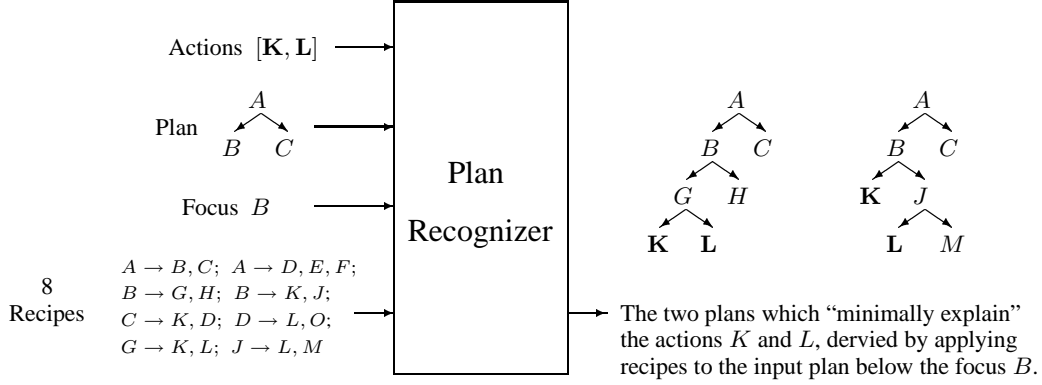 Actions [K, L]
A
Plan
B C
Focus B
8
Recipes
A → B, C; A → D, E, F;
B → G, H; B → K, J;
C → K, D; D → L, O;
G → K, L; J → L, M
Plan
Recognizer
A
B C
G H
K L
A
B C
K J
L M
The two plans which “minimally explain”
the actions K and L, dervied by applying
recipes to the input plan below the focus B.